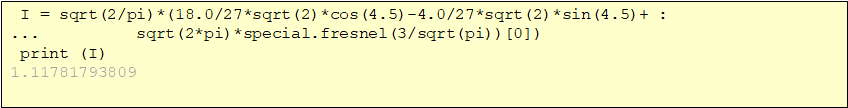 I = sqrt(2/pi)*(18.0/27*sqrt(2)*cos(4.5)-4.0/27*sqrt(2)*sin(4.5)+ :
... sqrt(2*pi)*special.fresnel(3/sqrt(pi))[0])
print (I)
1.11781793809